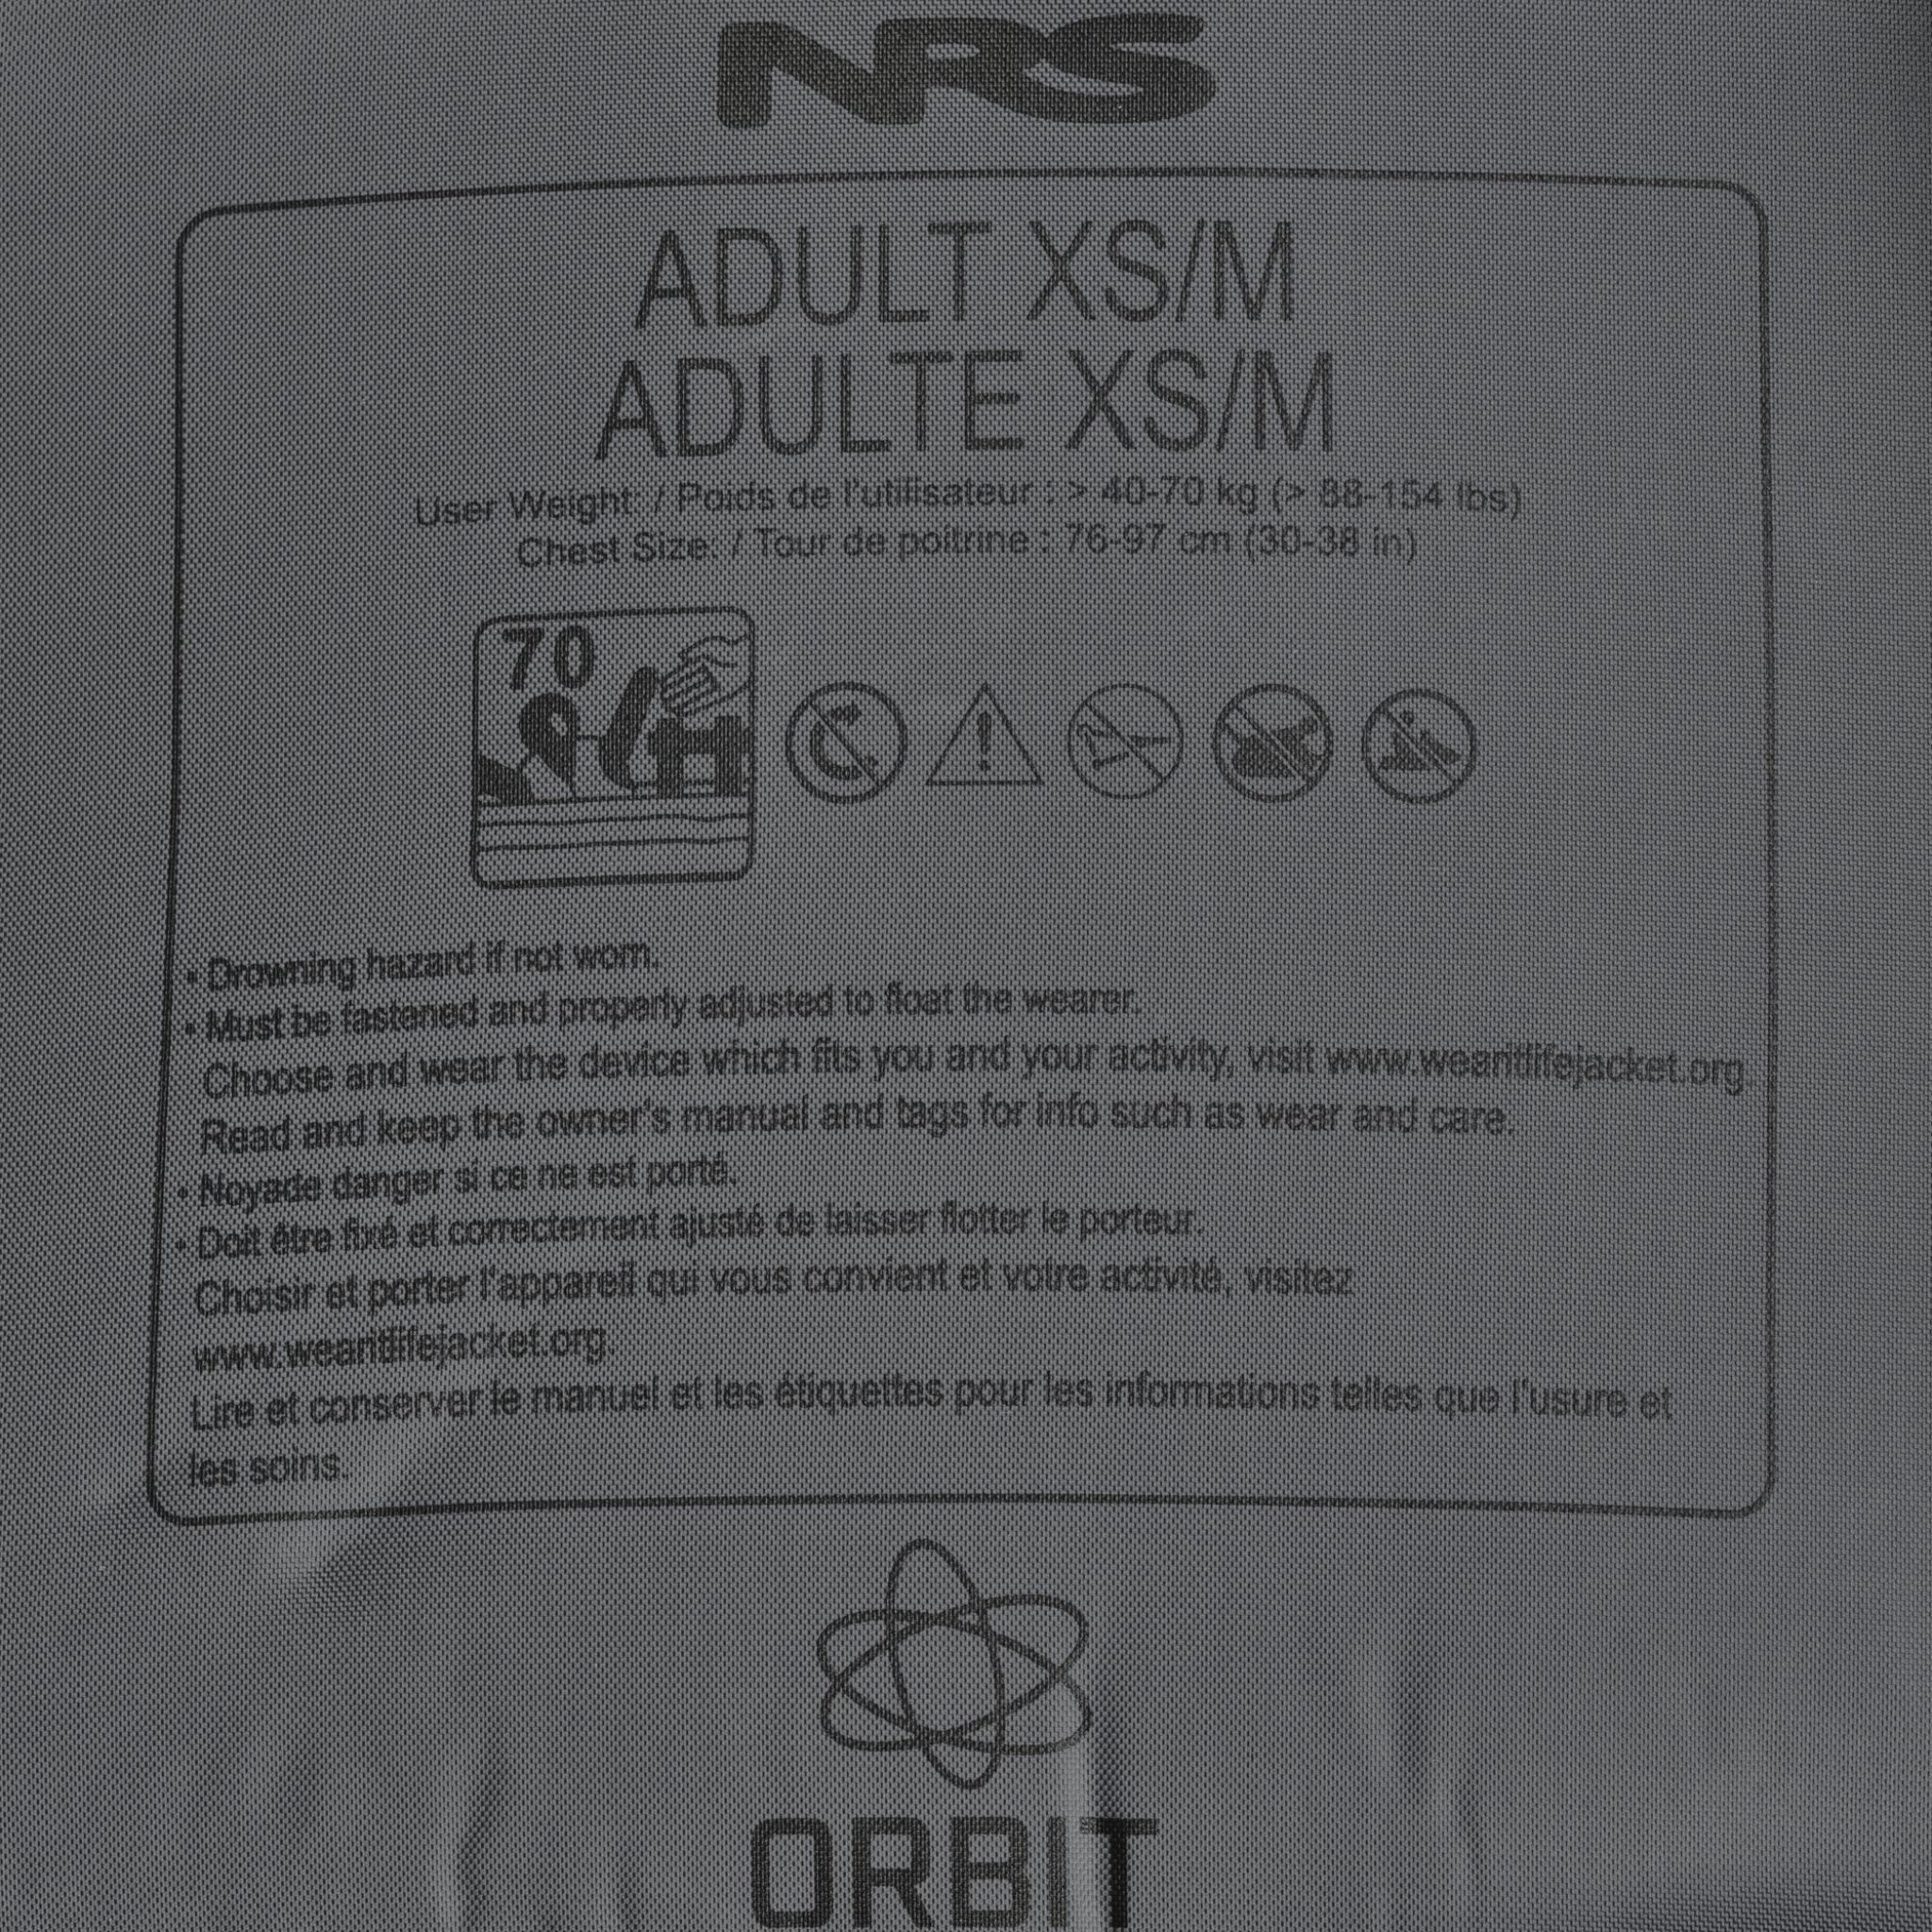 NRS
ADULT XS/M
ADULTE XS/M
User Weight: / Poids de l'utilisateur : > 40-70 kg (> 88-154 lbs)
Chest Size: / Tour de poitrine : 76-97 cm (30-38 in)
70
• Drowning hazard if not worn.
• Must be fastened and properly adjusted to float the wearer.
Choose and wear the device which fits you and your activity, visit www.wearitlifejacket.org.
Read and keep the owner's manual and tags for info such as wear and care.
• Noyade danger si ce ne est porté.
• Doit être fixé et correctement ajusté de laisser flotter le porteur.
Choisir et porter l'appareil qui vous convient et votre activité, visitez
www.wearitlifejacket.org.
Lire et conserver le manuel et les étiquettes pour les informations telles que l'usure et
les soins.
ORBIT